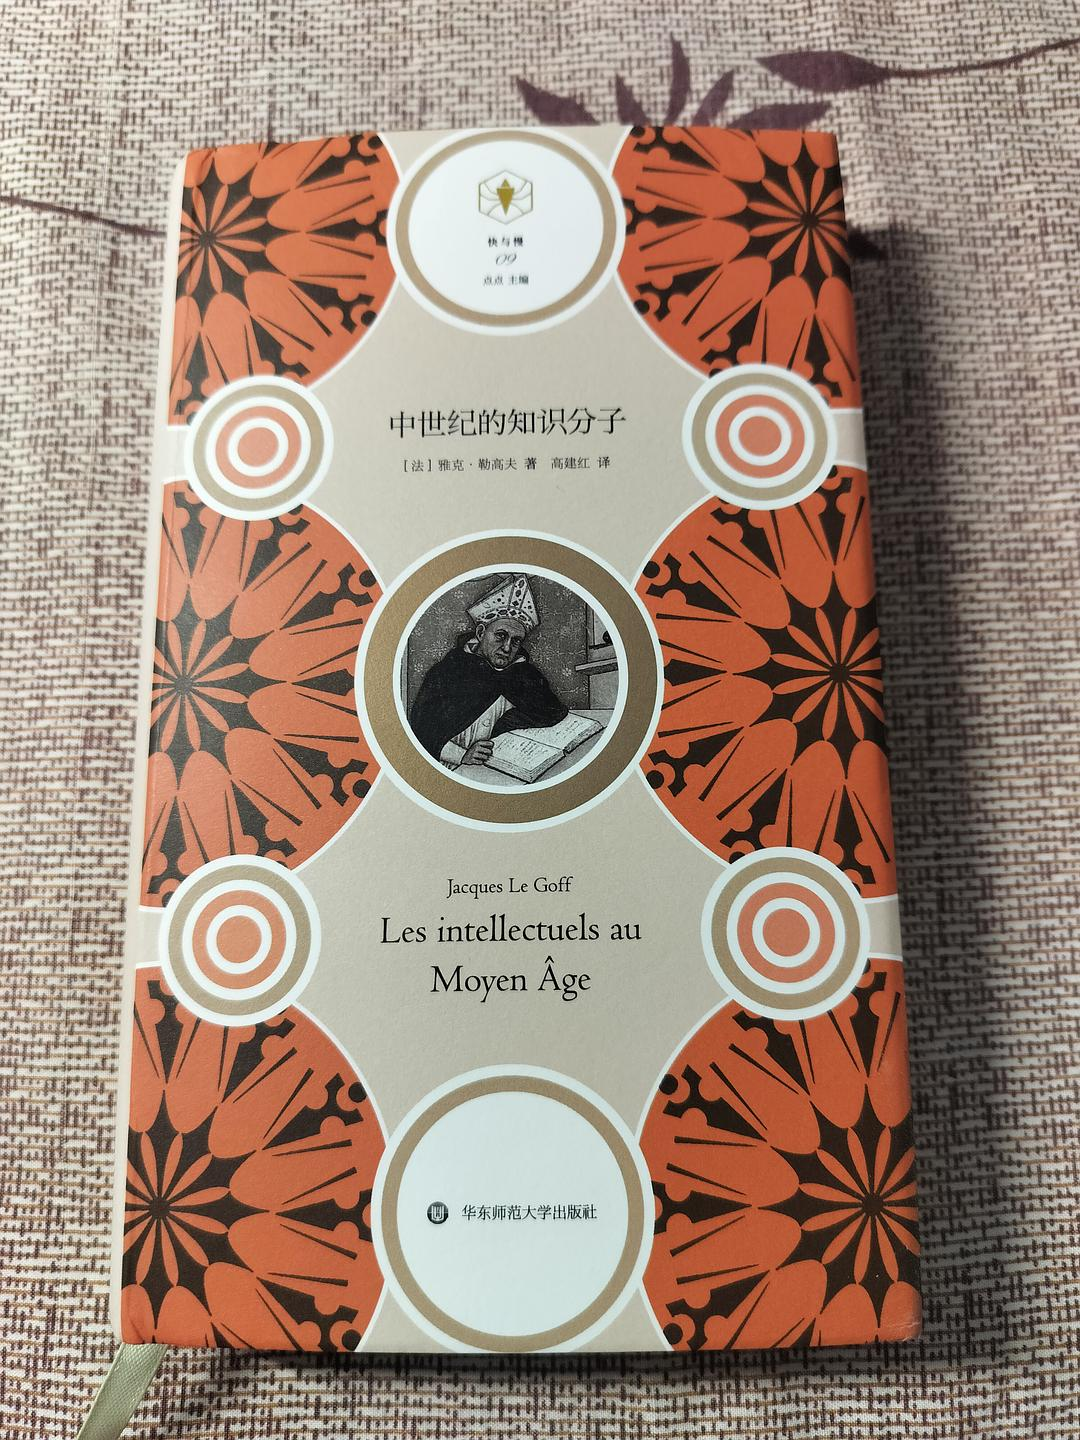 快与慢
09
点点 主编
中世纪的知识分子
[法] 雅克·勒高夫 著 高建红 译
Jacques Le Goff
Les intellectuels au
Moyen Âge
华东师范大学出版社